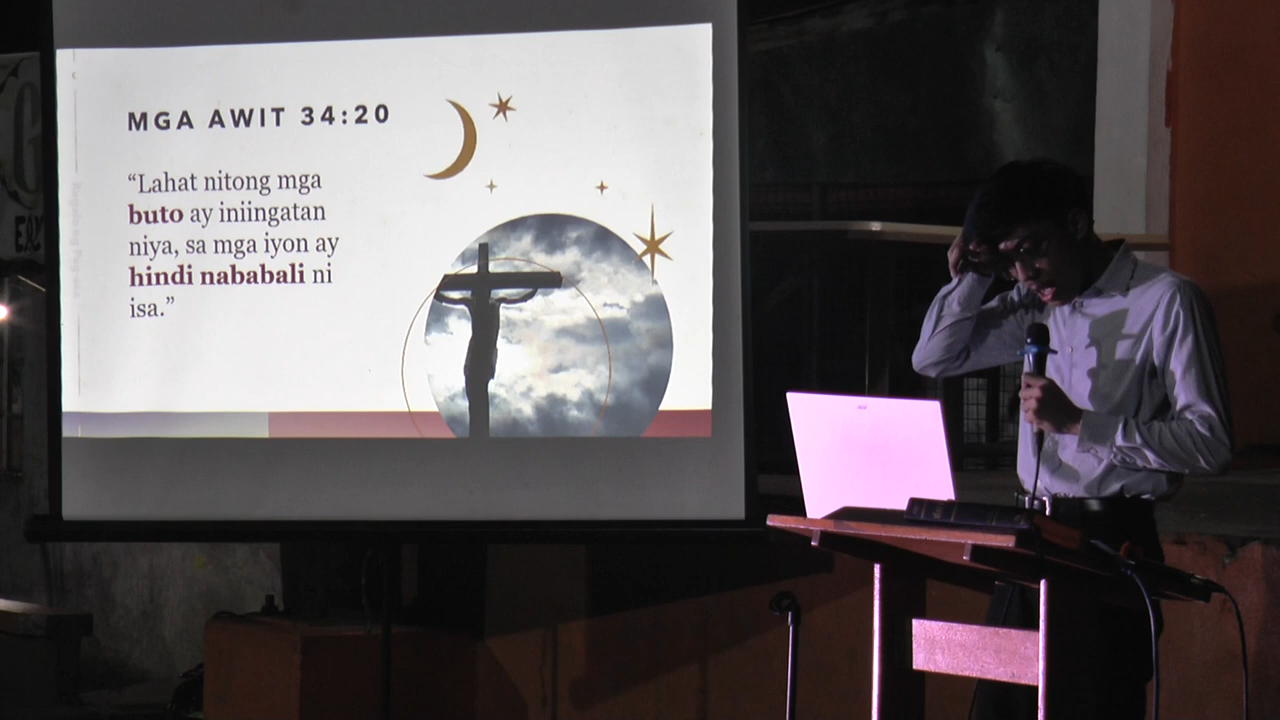 MGA AWIT 34:20
“Lahat nitong mga
buto ay iniingatan
niya, sa mga iyon ay
hindi nababali ni
isa.”
acer